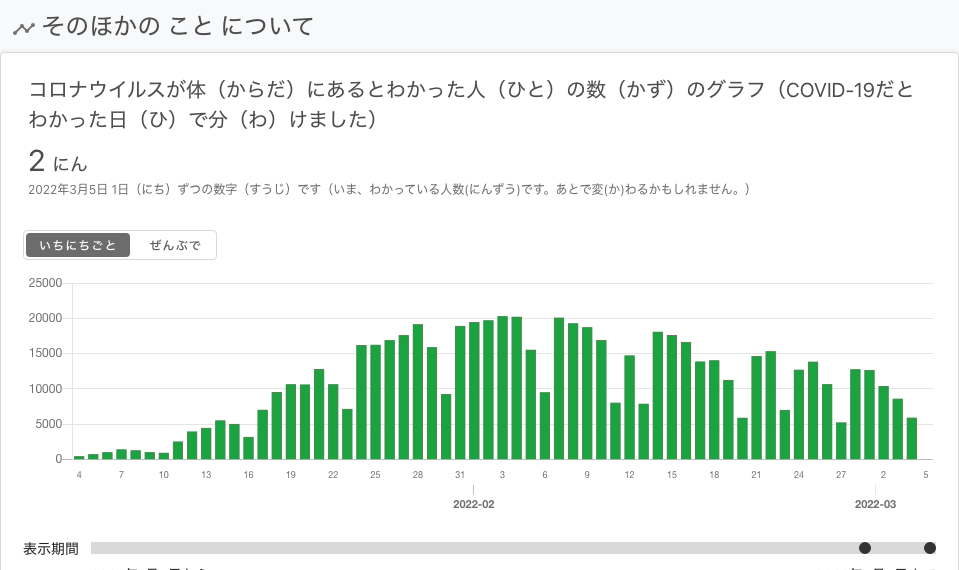 そのほかの こと について
コロナウイルスが体（からだ）にあるとわかった人（ひと）の数（かず）のグラフ（COVID-19だと
わかった日（ひ）で分（わ）けました）
2 にん
2022年3月5日 1日（にち）ずつの数字（すうじ）です（いま、わかっている人数(にんずう)です。あとで変(か)わるかもしれません。）
いちにちごと ぜんぶで
25000
20000
15000
10000
5000
0
4 7 10 13 16 19 22 25 28 31 3 6 9 12 15 18 21 24 27 2 5
2022-02 2022-03
表示期間